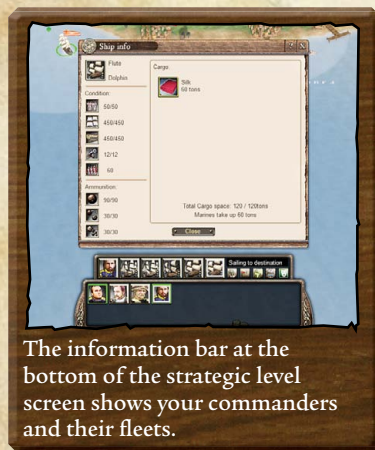 Ship info
? X
Flute
Dolphin
Condition:
50/50
450/450
450/450
12/12
60
Ammunition:
90/90
30/30
30/30
Cargo:
Silk
60 tons
Total Cargo space: 120 / 120tons
Marines take up 60 tons
Close
Sailing to destination
The information bar at the
bottom of the strategic level
screen shows your commanders
and their fleets.